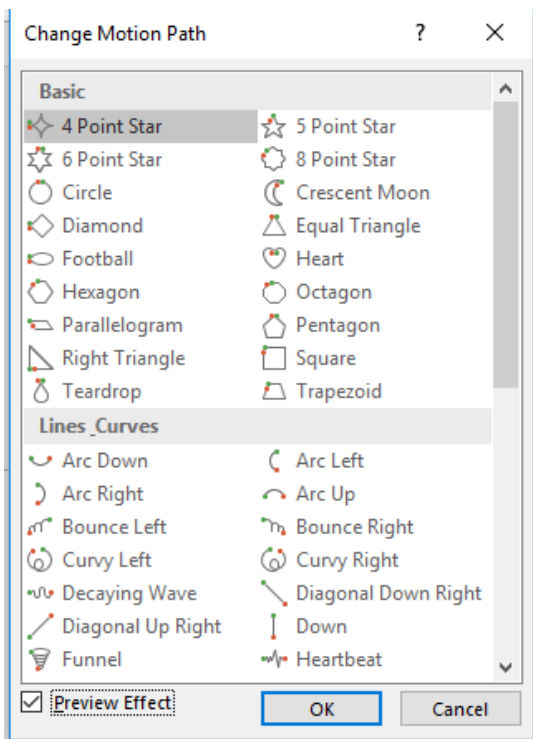 Change Motion Path ?
Basic
4 Point Star 5 Point Star
6 Point Star 8 Point Star
Circle Crescent Moon
Diamond Equal Triangle
Football Heart
Hexagon Octagon
Parallelogram Pentagon
Right Triangle Square
Teardrop Trapezoid
Lines_Curves
Arc Down Arc Left
Arc Right Arc Up
Bounce Left Bounce Right
Curvy Left Curvy Right
Decaying Wave Diagonal Down Right
Diagonal Up Right Down
Funnel Heartbeat
Preview Effect OK Cancel